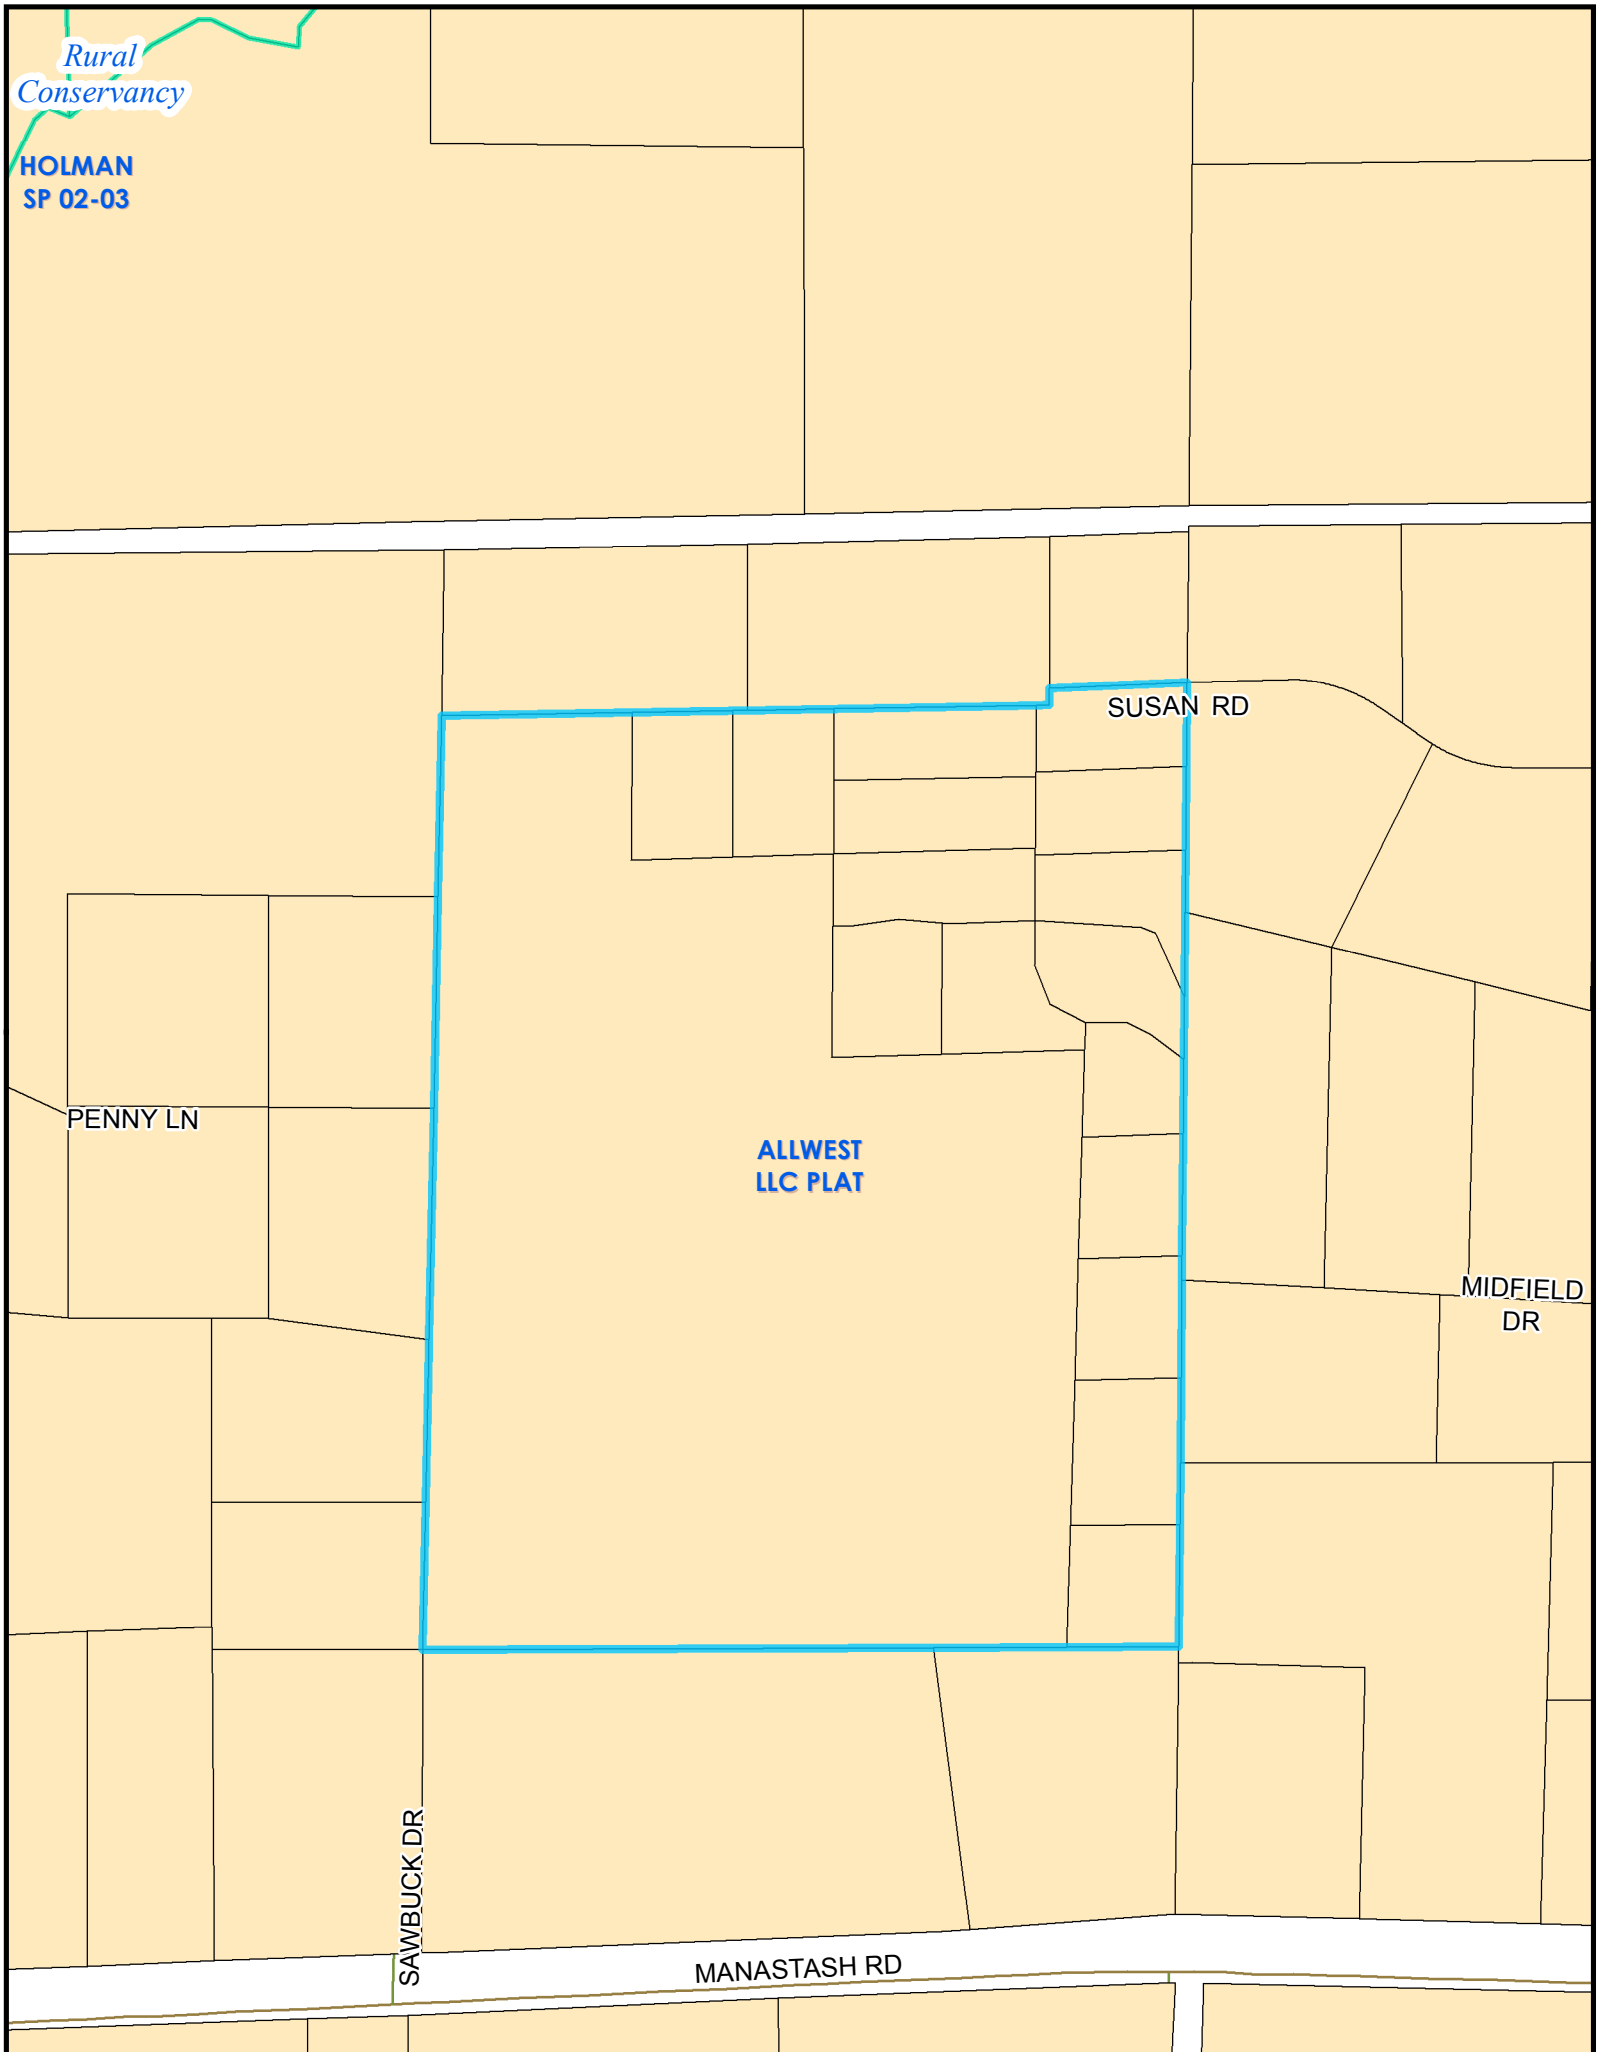 Rural
Conservancy
HOLMAN
SP 02-03
SUSAN RD
PENNY LN
ALLWEST
LLC PLAT
MIDFIELD
DR
SAWBUCK DR
MANASTASH RD